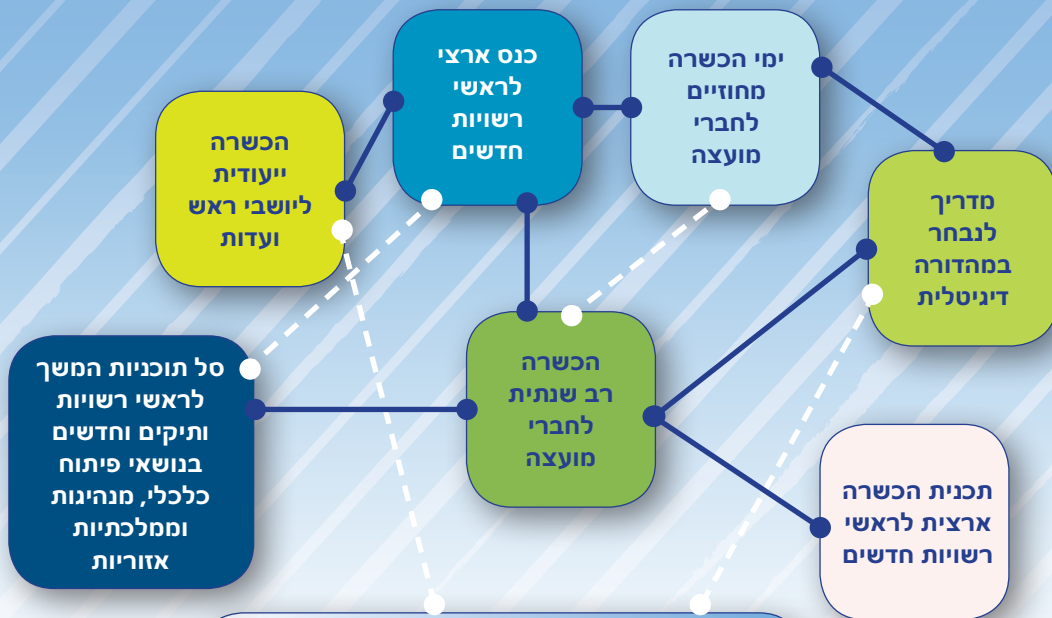 ימי הכשרה
מחוזיים
לחברי
מועצה
כנס ארצי
לראשי
רשויות
חדשים
הכשרה
ייעודית
ליושבי ראש
ועדות
מדריך
לנבחר
במהדורה
דיגיטלית
הכשרה
רב שנתית
לחברי
מועצה
סל תוכניות המשך
לראשי רשויות
ותיקים וחדשים
בנושאי פיתוח
כלכלי, מנהיגות
וממלכתיות
אזוריות
תכנית הכשרה
ארצית לראשי
רשויות חדשים